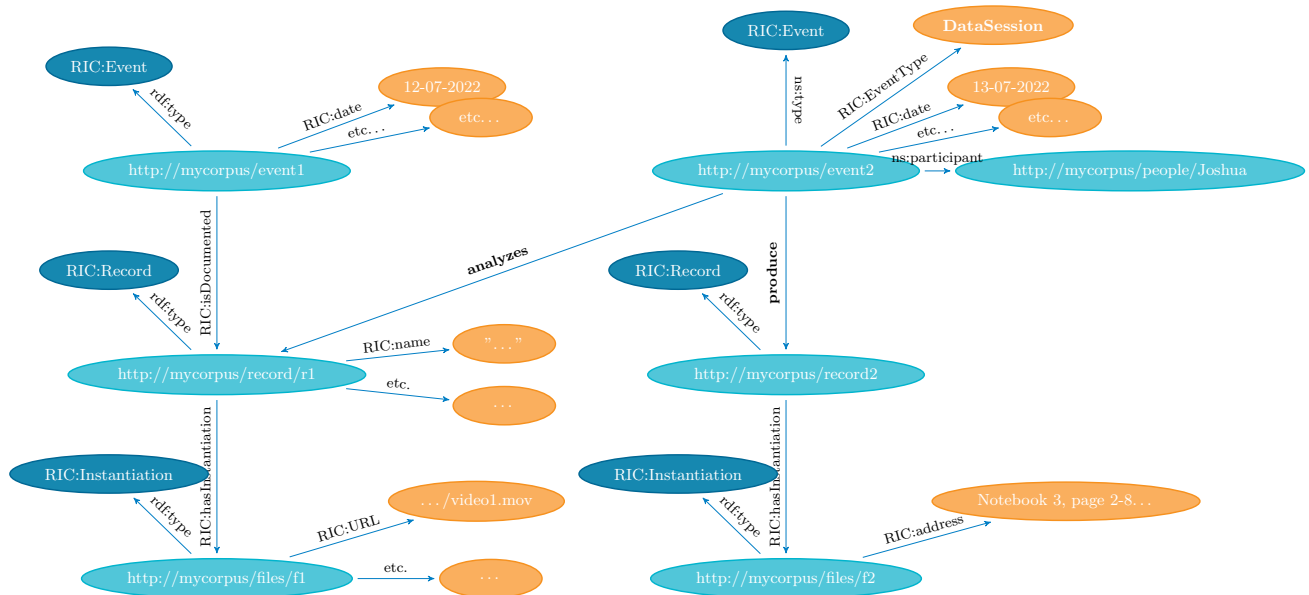 DataSession
RIC:Event
RIC:Event
ns:type
RIC:EventType
rdf:type
RIC:date
12-07-2022
etc...
etc...
RIC:date
13-07-2022
etc...
etc...
ns:participant
http://mycorpus/event1
http://mycorpus/event2
http://mycorpus/people/Joshua
RIC:isDocumented
analyzes
produce
RIC:Record
rdf:type
RIC:Record
rdf:type
RIC:name
"..."
http://mycorpus/record/r1
etc.
...
http://mycorpus/record2
RIC:hasInstantiation
RIC:hasInstantiation
RIC:Instantiation
rdf:type
RIC:Instantiation
rdf:type
RIC:URL
.../video1.mov
RIC:address
Notebook 3, page 2-8...
http://mycorpus/files/f1
etc.
...
http://mycorpus/files/f2